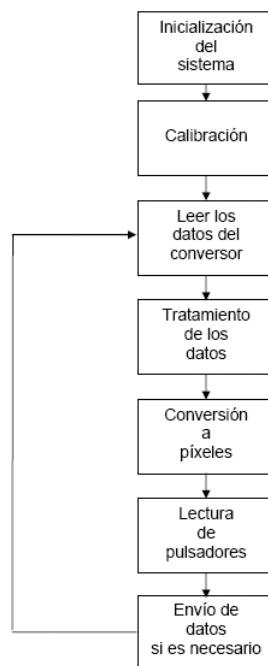 Inicialización
del
sistema
Calibración
Leer los
datos del
conversor
Tratamiento
de los
datos
Conversión
a
píxeles
Lectura
de
pulsadores
Envío de
datos
si es necesario